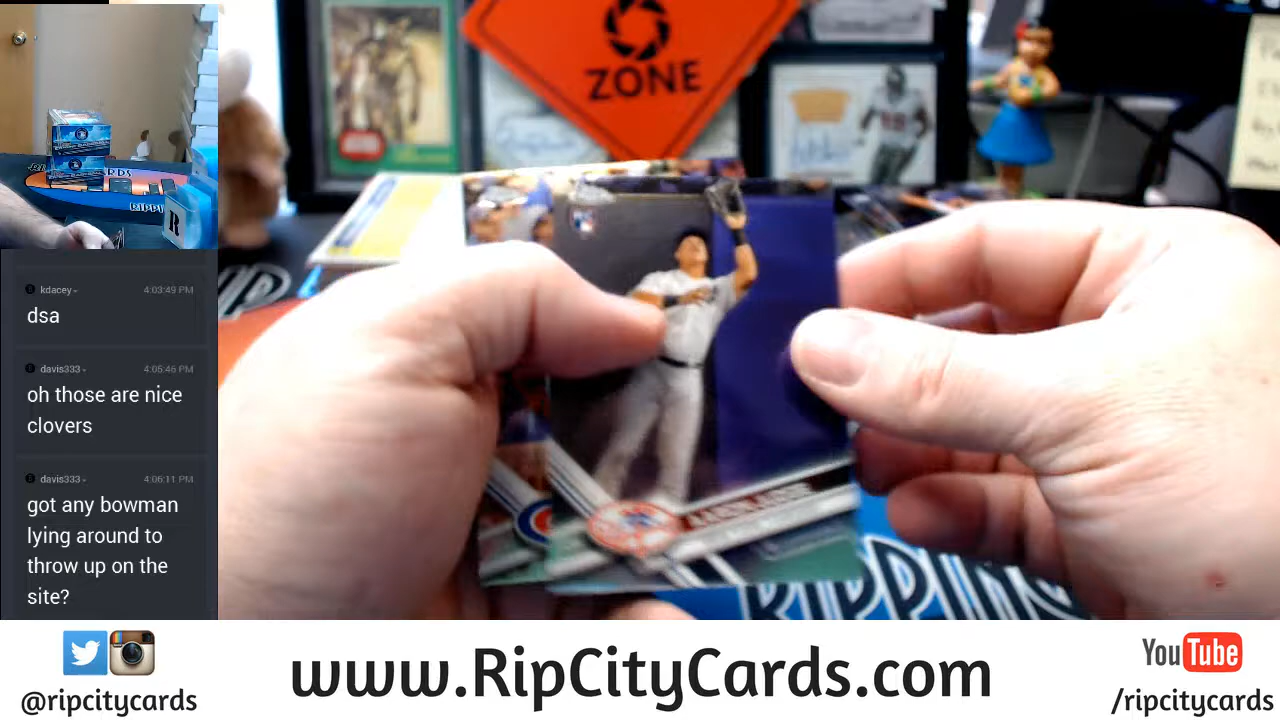 ZONE
kdacey
4:03:49 PM
dsa
davis333
4:05:46 PM
oh those are nice
clovers
davis333
4:06:11 PM
got any bowman
lying around to
throw up on the
site?
RIPPING
R
@ripcitycards
www.RipCityCards.com
YouTube
/ripcitycards